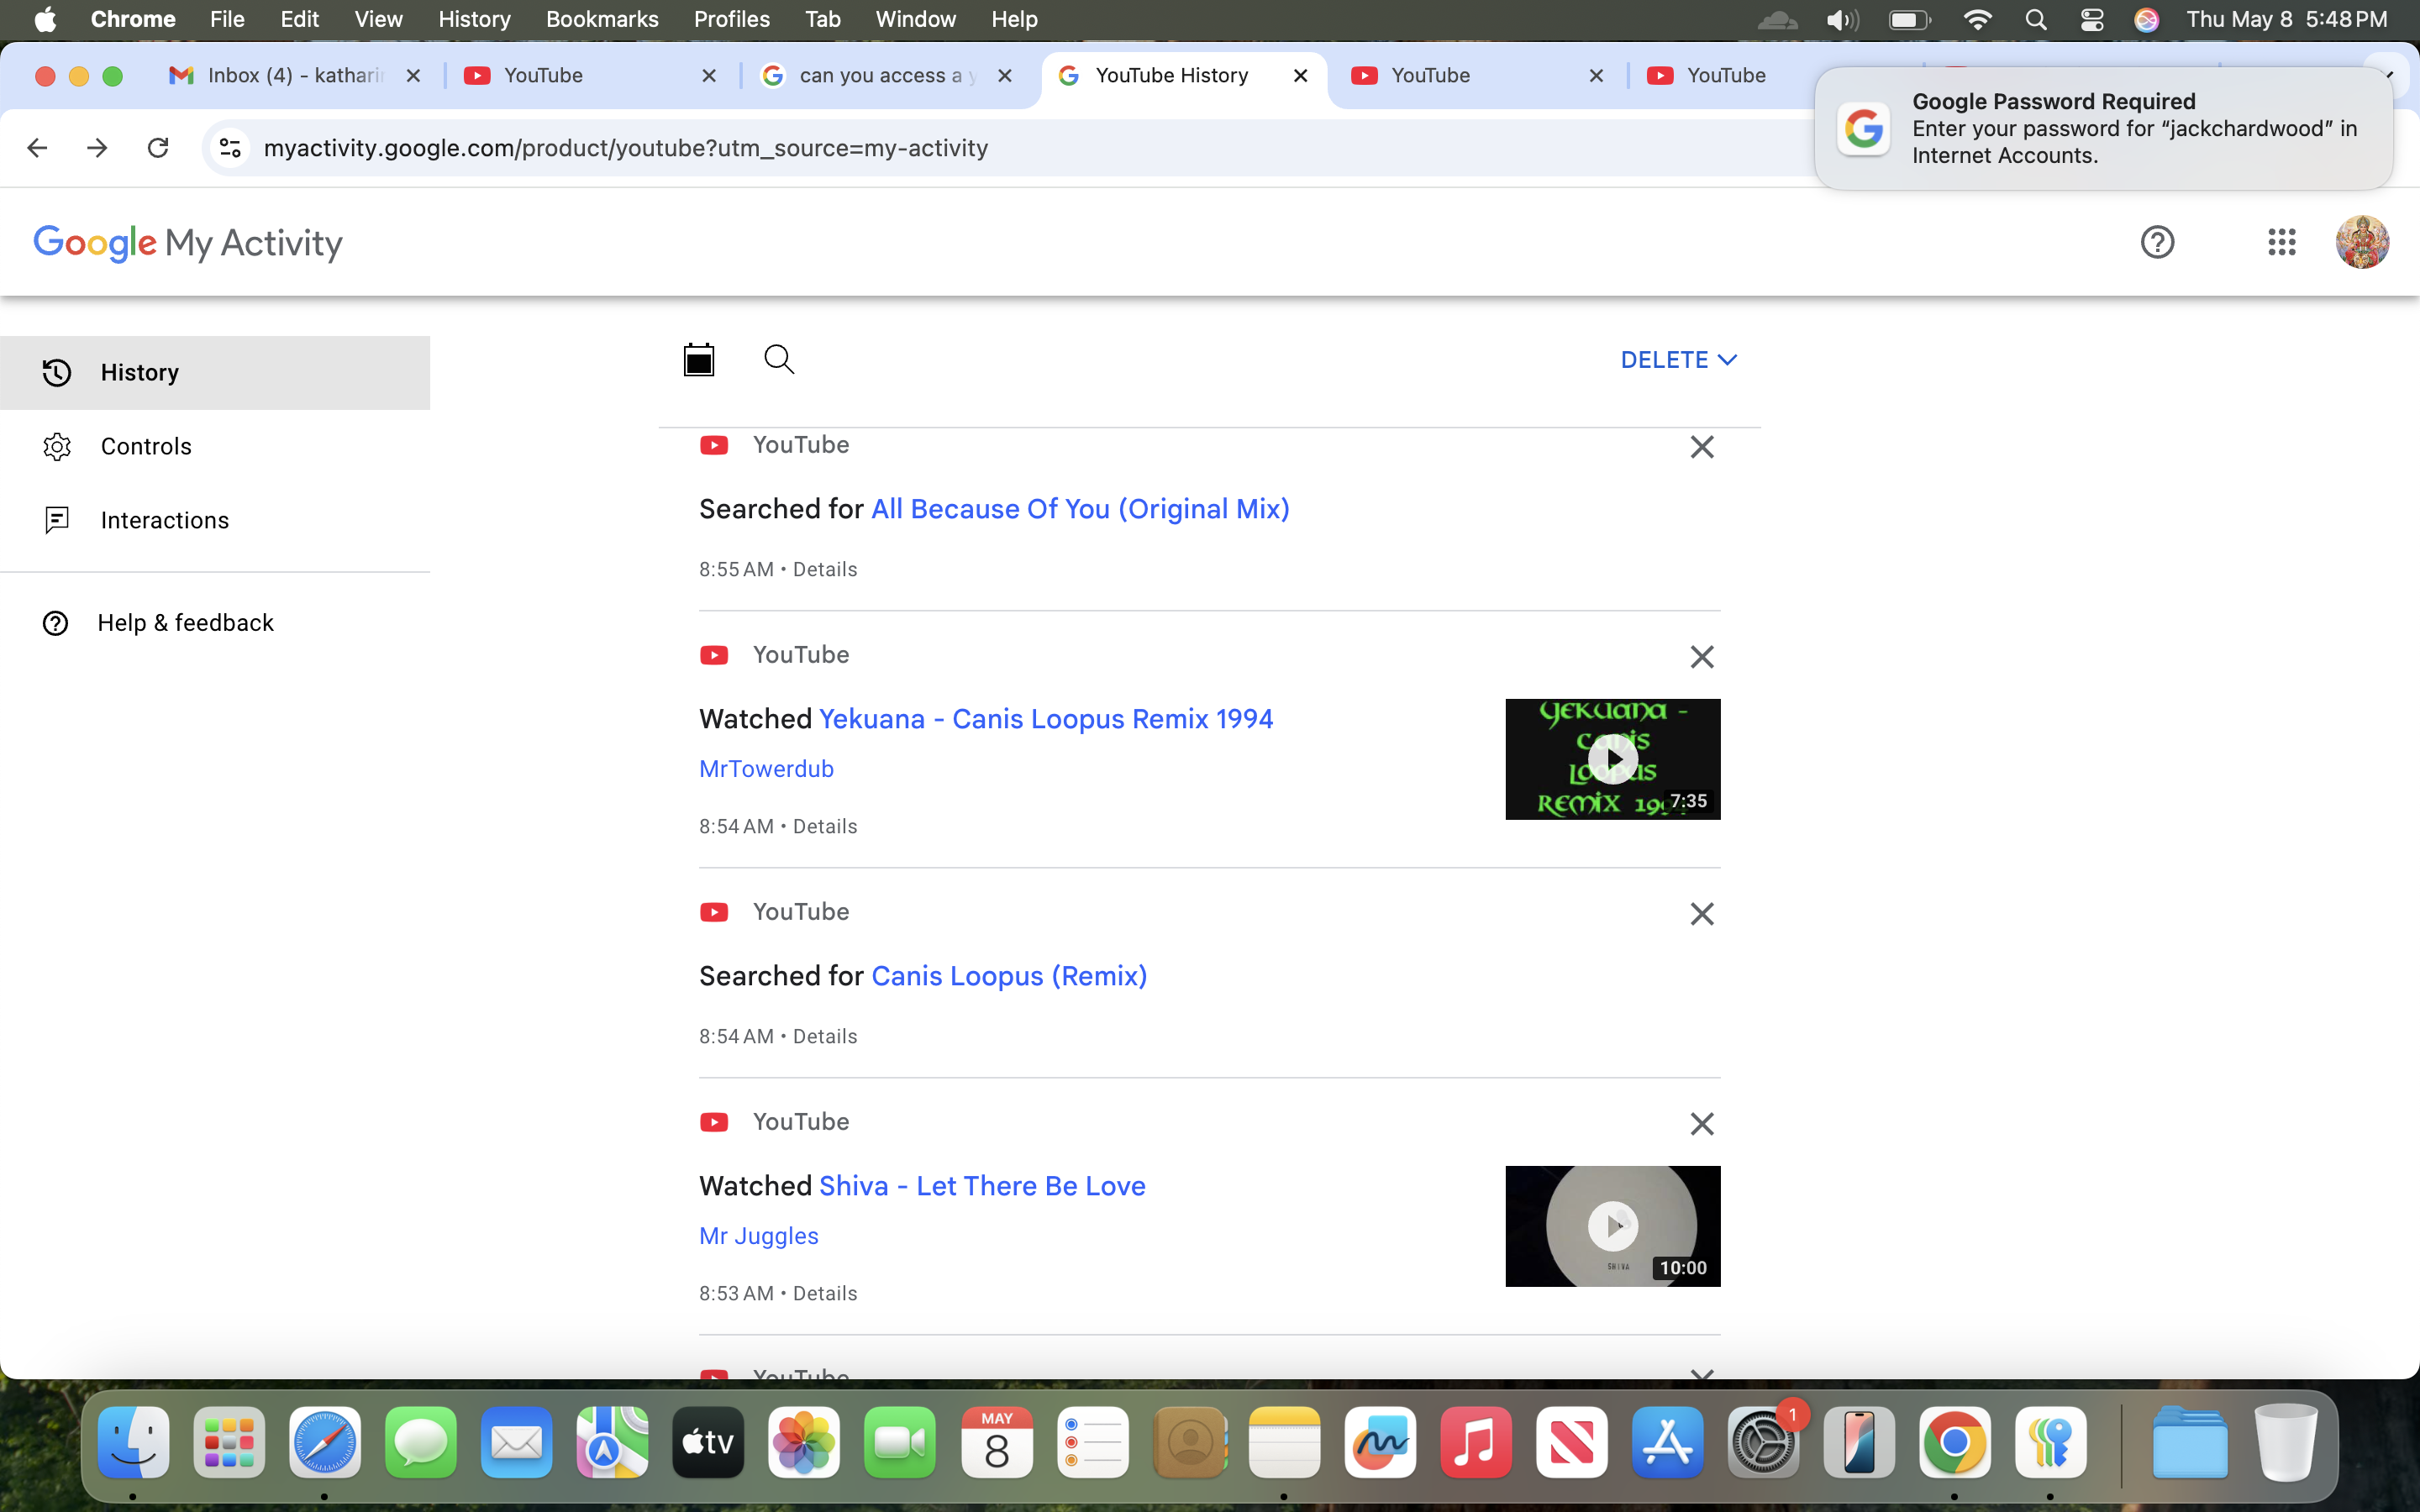 Chrome File Edit View History Bookmarks Profiles Tab Window Help Thu May 8 5:48 PM
Inbox (4) - kathari YouTube can you access a y YouTube History YouTube YouTube
myactivity.google.com/product/youtube?utm_source=my-activity
Google Password Required
Enter your password for “jackchardwood” in
Internet Accounts.
Google My Activity
History
Controls
Interactions
Help & feedback
DELETE
YouTube
Searched for All Because Of You (Original Mix)
8:55 AM • Details
YouTube
Watched Yekuana - Canis Loopus Remix 1994
MrTowerdub
8:54 AM • Details
Yekuana -
Canis
Loopus
Remix
7:35
YouTube
Searched for Canis Loopus (Remix)
8:54 AM • Details
YouTube
Watched Shiva - Let There Be Love
Mr Juggles
8:53 AM • Details
SHIVA
10:00
YouTube
MAY
8
tv
1